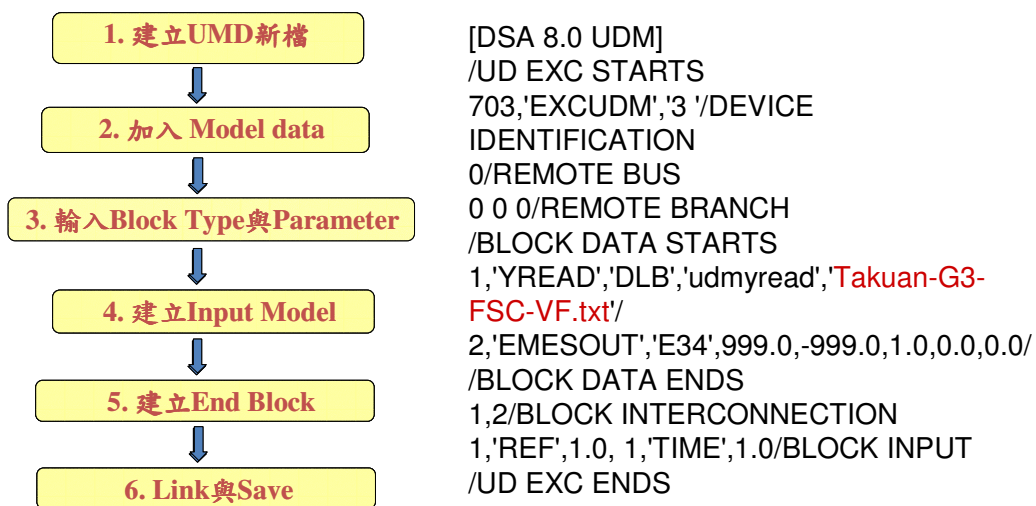 1. 建立UMD新檔
2. 加入 Model data
3. 輸入Block Type與Parameter
4. 建立Input Model
5. 建立End Block
6. Link與Save
[DSA 8.0 UDM]
/UD EXC STARTS
703,'EXCUDM','3 '/DEVICE
IDENTIFICATION
0/REMOTE BUS
0 0 0/REMOTE BRANCH
/BLOCK DATA STARTS
1,'YREAD','DLB','udmyread','Takuan-G3-
FSC-VF.txt'/
2,'EMESOUT','E34',999.0,-999.0,1.0,0.0,0.0/
/BLOCK DATA ENDS
1,2/BLOCK INTERCONNECTION
1,'REF',1.0, 1,'TIME',1.0/BLOCK INPUT
/UD EXC ENDS